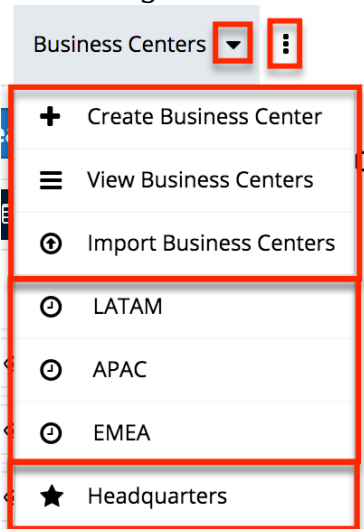 Business Centers
Create Business Center
View Business Centers
Import Business Centers
LATAM
APAC
EMEA
Headquarters